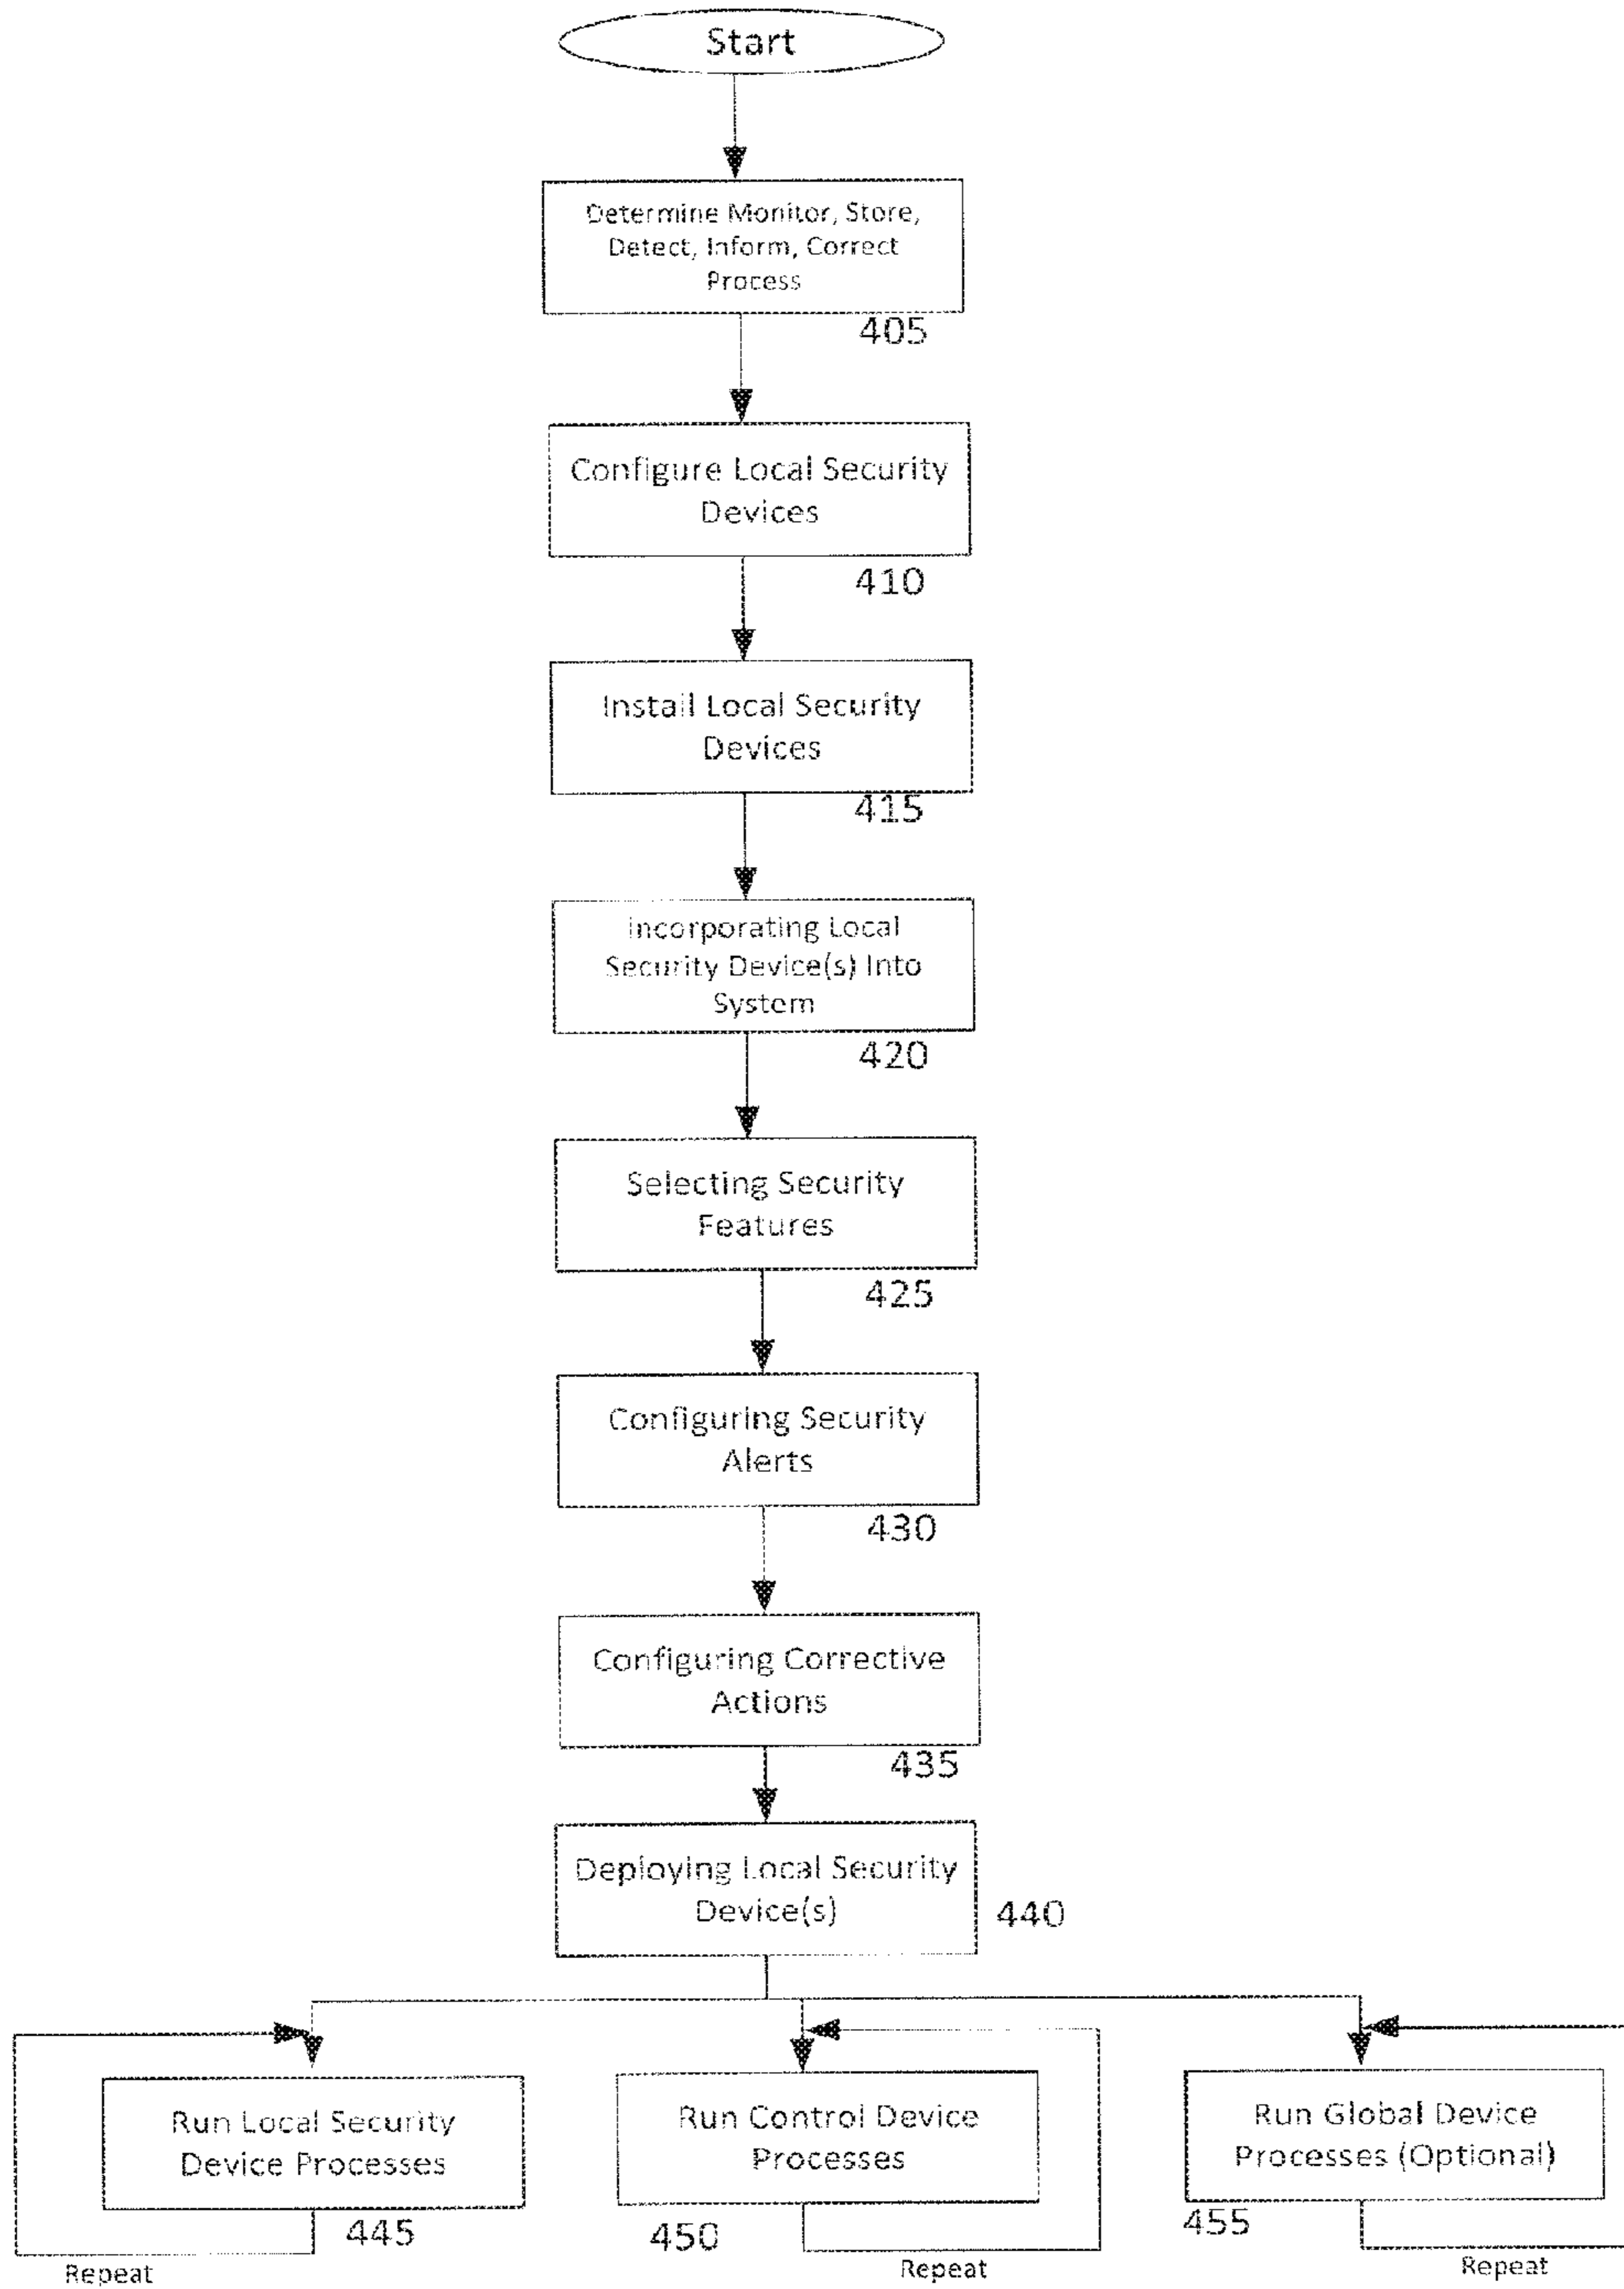 Start
Determine Monitor, Store,
Detect, Inform, Correct
Process
405
Configure Local Security
Devices
410
Install Local Security
Devices
415
Incorporating Local
Security Device(s) Into
System
420
Selecting Security
Features
425
Configuring Security
Alerts
430
Configuring Corrective
Actions
435
Deploying Local Security
Device(s)
440
Run Local Security
Device Processes
445
Repeat
Run Control Device
Processes
450
Repeat
Run Global Device
Processes (Optional)
455
Repeat